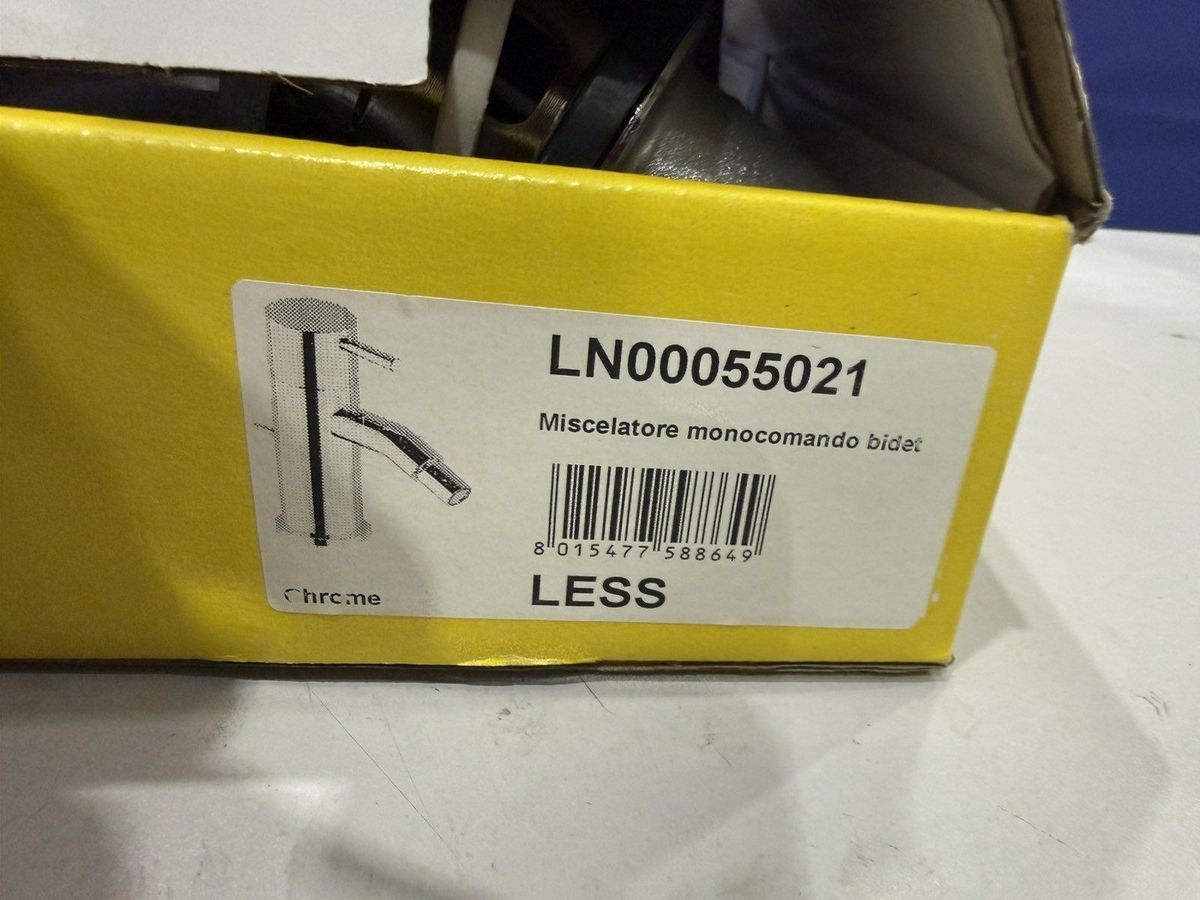 LN00055021
Miscelatore monocomando bidet
8 015477 588649
LESS
Chrome